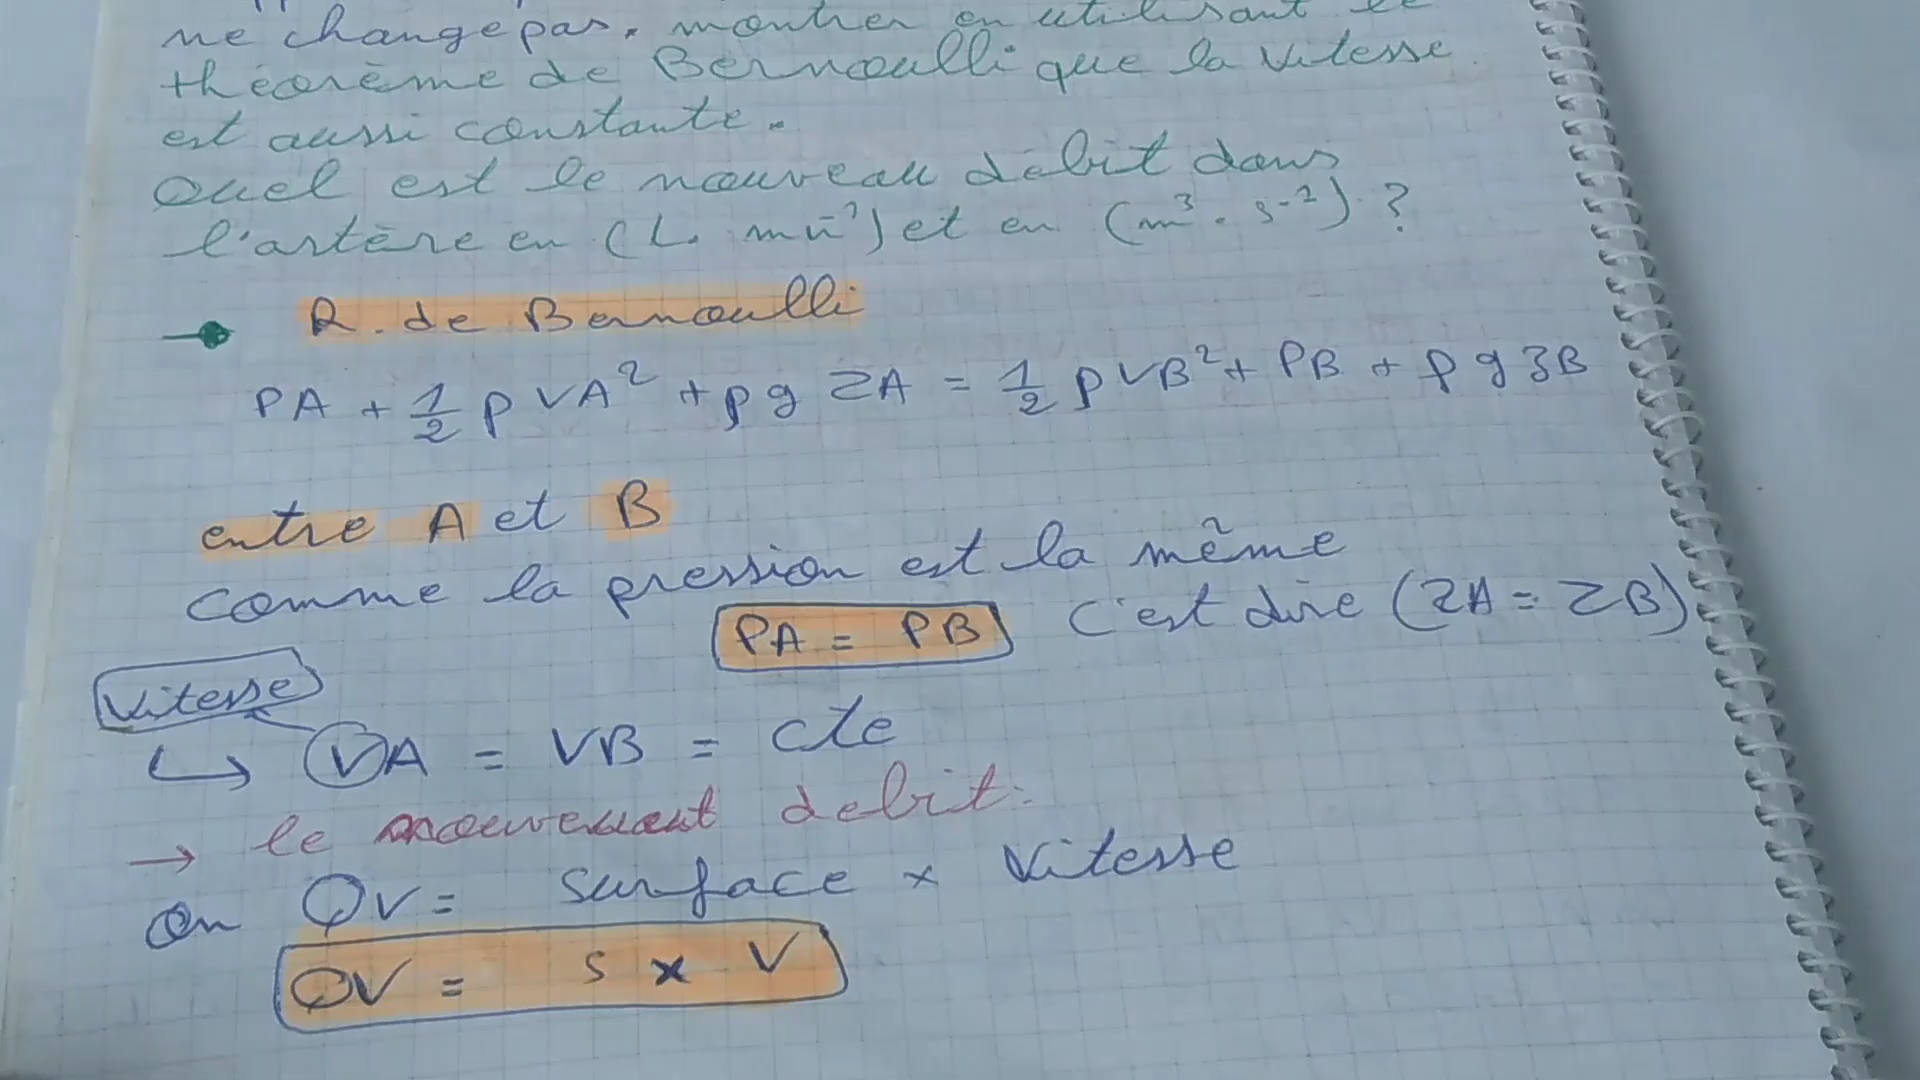 ne change pas. montrer en utilisant le
théorème de Bernoulli que la vitesse
est aussi constante.
Quel est le nouveau débit dans
l'artère en (L. min⁻¹) et en (m³. s⁻¹). ?
R. de Bernoulli
PA + 1/2 ρ VA² + ρ g ZA = 1/2 ρ VB² + PB + ρ g ZB
entre A et B
comme la pression est la même
PA = PB c'est dire (ZA = ZB)
Vitesse
↳ VA = VB = cte
→ le debit:
on QV = surface x Vitesse
QV = S x V